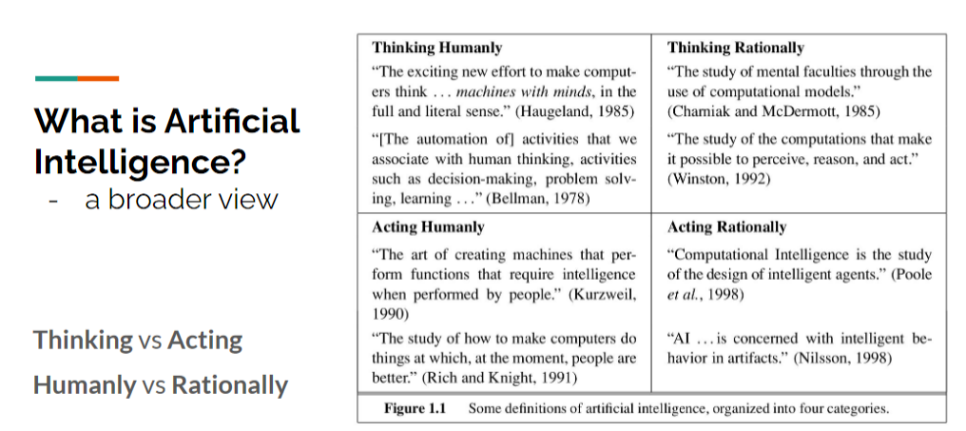 What is Artificial
Intelligence?
- a broader view
Thinking vs Acting
Humanly vs Rationally
Thinking Humanly
“The exciting new effort to make comput-
ers think . . . machines with minds, in the
full and literal sense.” (Haugeland, 1985)
“[The automation of] activities that we
associate with human thinking, activities
such as decision-making, problem solv-
ing, learning . . .” (Bellman, 1978)
Thinking Rationally
“The study of mental faculties through the
use of computational models.”
(Charniak and McDermott, 1985)
“The study of the computations that make
it possible to perceive, reason, and act.”
(Winston, 1992)
Acting Humanly
“The art of creating machines that per-
form functions that require intelligence
when performed by people.” (Kurzweil,
1990)
“The study of how to make computers do
things at which, at the moment, people are
better.” (Rich and Knight, 1991)
Acting Rationally
“Computational Intelligence is the study
of the design of intelligent agents.” (Poole
et al., 1998)
“AI . . . is concerned with intelligent be-
havior in artifacts.” (Nilsson, 1998)
Figure 1.1 Some definitions of artificial intelligence, organized into four categories.